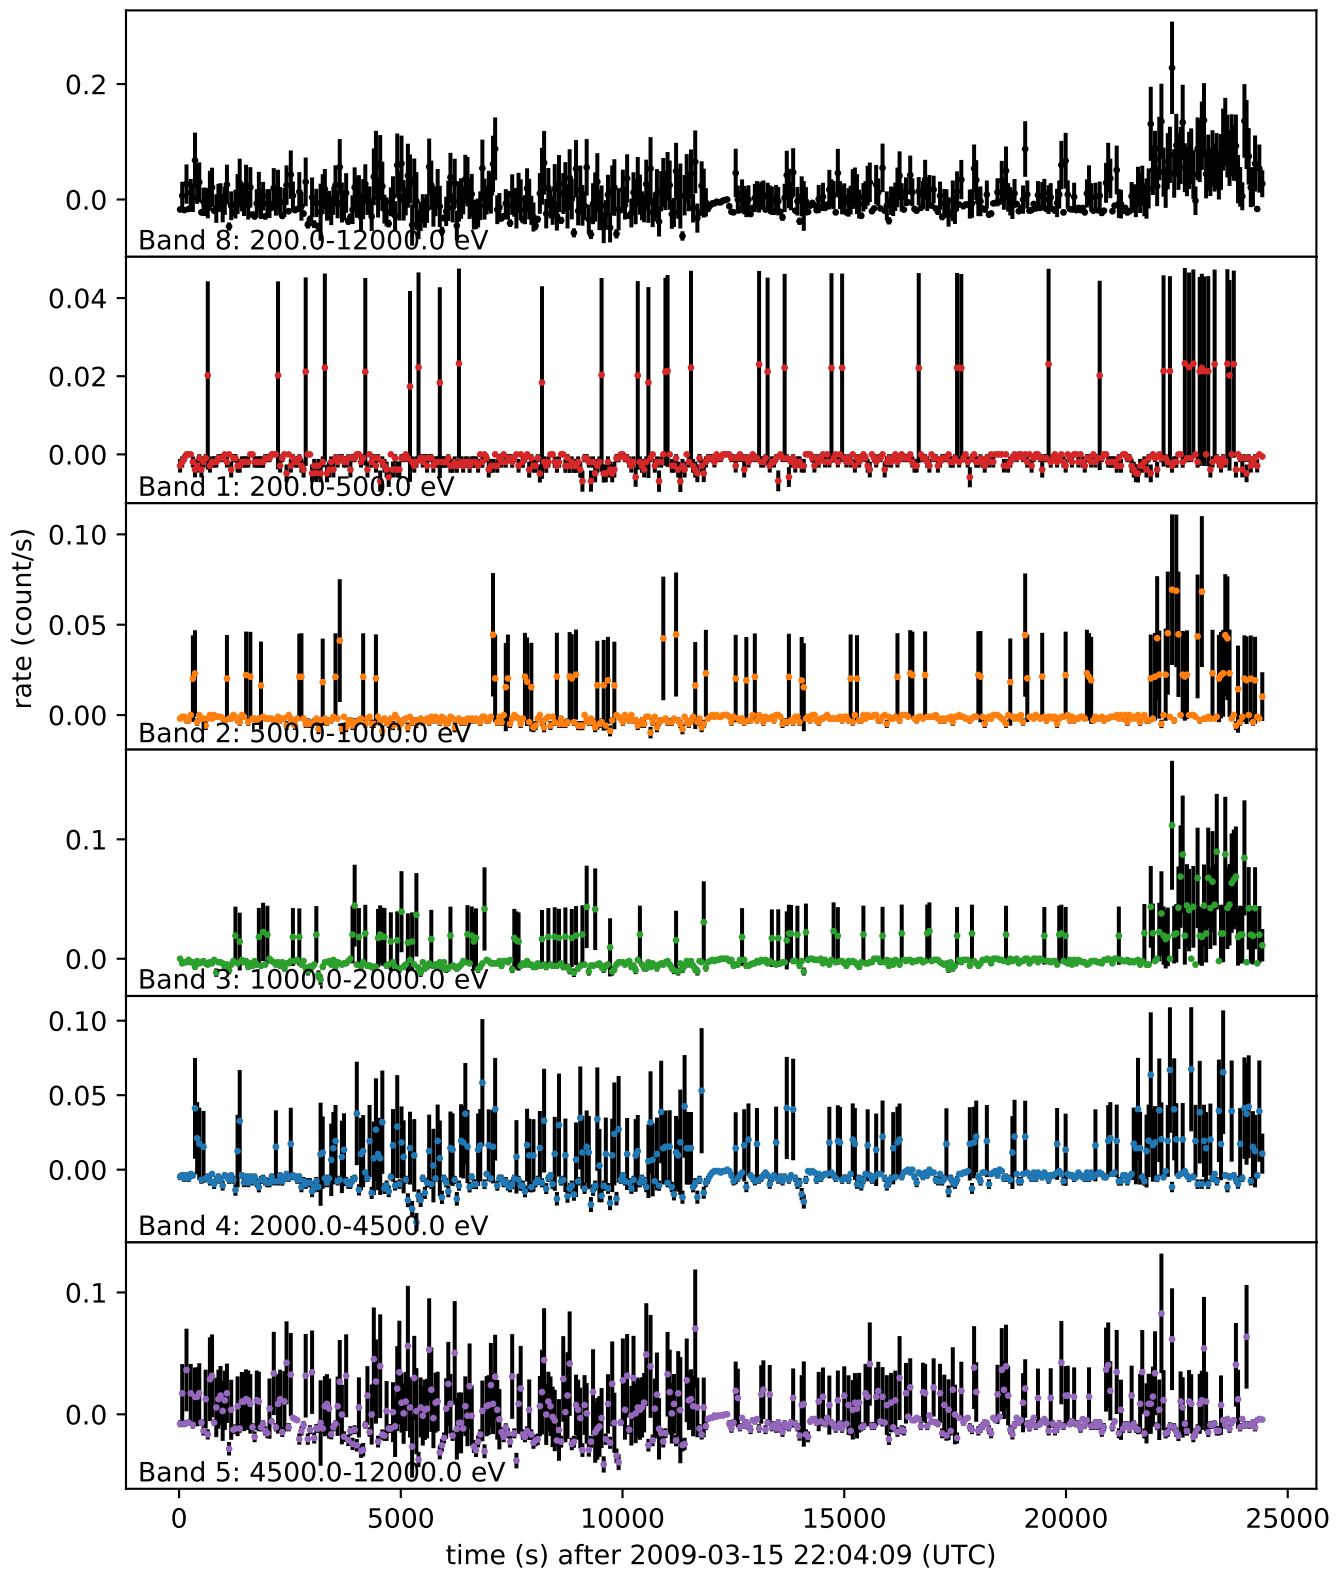 0.2
0.0
Band 8: 200.0-12000.0 eV
0.04
0.02
0.00
Band 1: 200.0-500.0 eV
0.10
0.05
0.00
Band 2: 500.0-1000.0 eV
rate (count/s)
0.1
0.0
Band 3: 1000.0-2000.0 eV
0.10
0.05
0.00
Band 4: 2000.0-4500.0 eV
0.1
0.0
Band 5: 4500.0-12000.0 eV
0 5000 10000 15000 20000 25000
time (s) after 2009-03-15 22:04:09 (UTC)